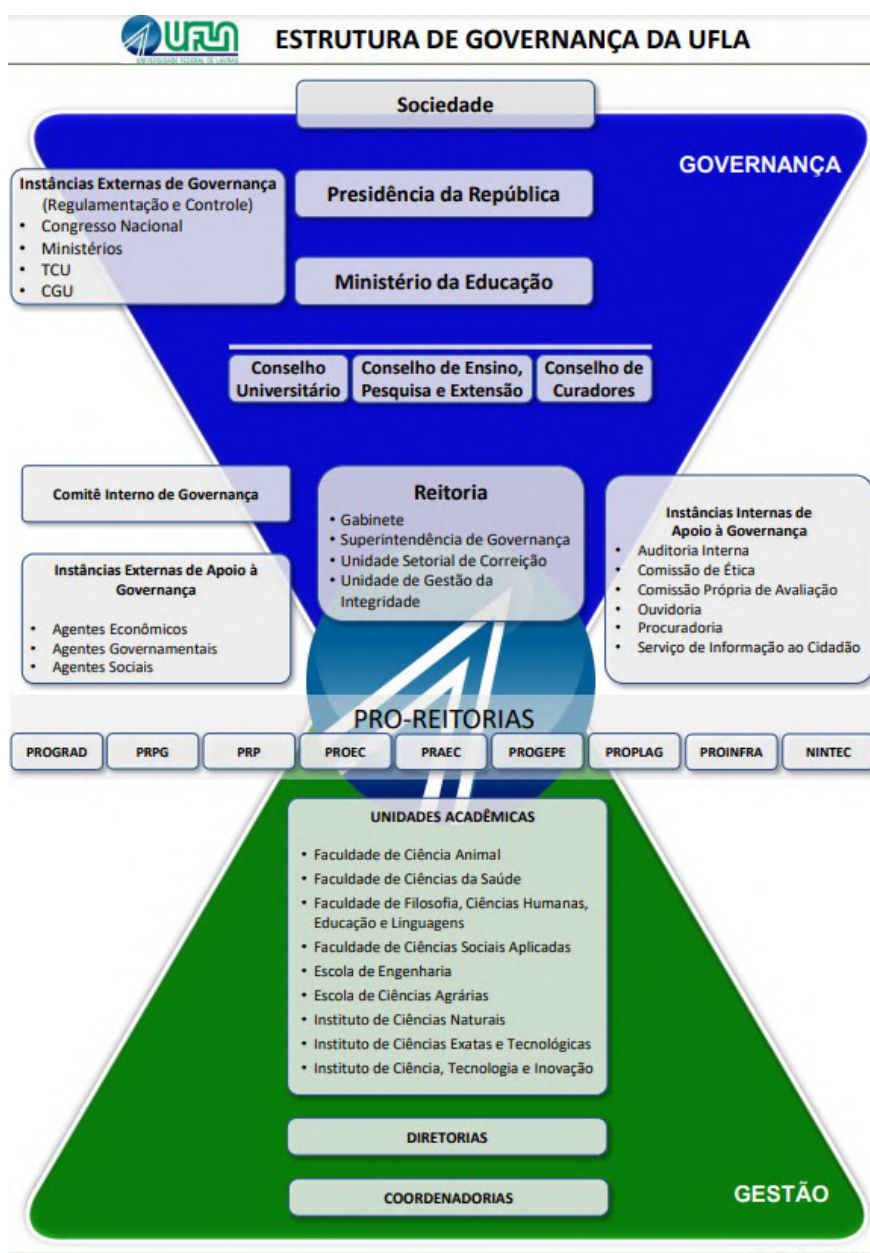 UFLA
UNIVERSIDADE FEDERAL DE LAVRAS
ESTRUTURA DE GOVERNANÇA DA UFLA
Sociedade
GOVERNANÇA
Instâncias Externas de Governança
(Regulamentação e Controle)
• Congresso Nacional
• Ministérios
• TCU
• CGU
Presidência da República
Ministério da Educação
Conselho
Universitário
Conselho de Ensino,
Pesquisa e Extensão
Conselho de
Curadores
Comitê Interno de Governança
Reitoria
• Gabinete
• Superintendência de Governança
• Unidade Setorial de Correição
• Unidade de Gestão da
Integridade
Instâncias Internas de
Apoio à Governança
• Auditoria Interna
• Comissão de Ética
• Comissão Própria de Avaliação
• Ouvidoria
• Procuradoria
• Serviço de Informação ao Cidadão
Instâncias Externas de Apoio à
Governança
• Agentes Econômicos
• Agentes Governamentais
• Agentes Sociais
PRO-REITORIAS
PROGRAD
PRPG
PRP
PROEC
PRAEC
PROGEPE
PROPLAG
PROINFRA
NINTEC
UNIDADES ACADÊMICAS
• Faculdade de Ciência Animal
• Faculdade de Ciências da Saúde
• Faculdade de Filosofia, Ciências Humanas,
Educação e Linguagens
• Faculdade de Ciências Sociais Aplicadas
• Escola de Engenharia
• Escola de Ciências Agrárias
• Instituto de Ciências Naturais
• Instituto de Ciências Exatas e Tecnológicas
• Instituto de Ciência, Tecnologia e Inovação
DIRETORIAS
COORDENADORIAS
GESTÃO